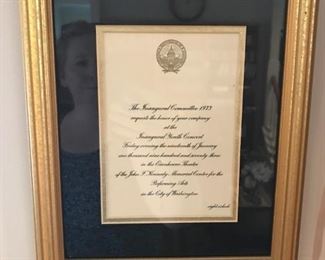 The Inaugural Committee 1973
requests the honor of your company
at the
Inaugural Youth Concert
Friday evening the nineteenth of January
one thousand nine hundred and seventy three
in the Eisenhower Theater
of the John F. Kennedy Memorial Center for the
Performing Arts
in the City of Washington
eight o'clock